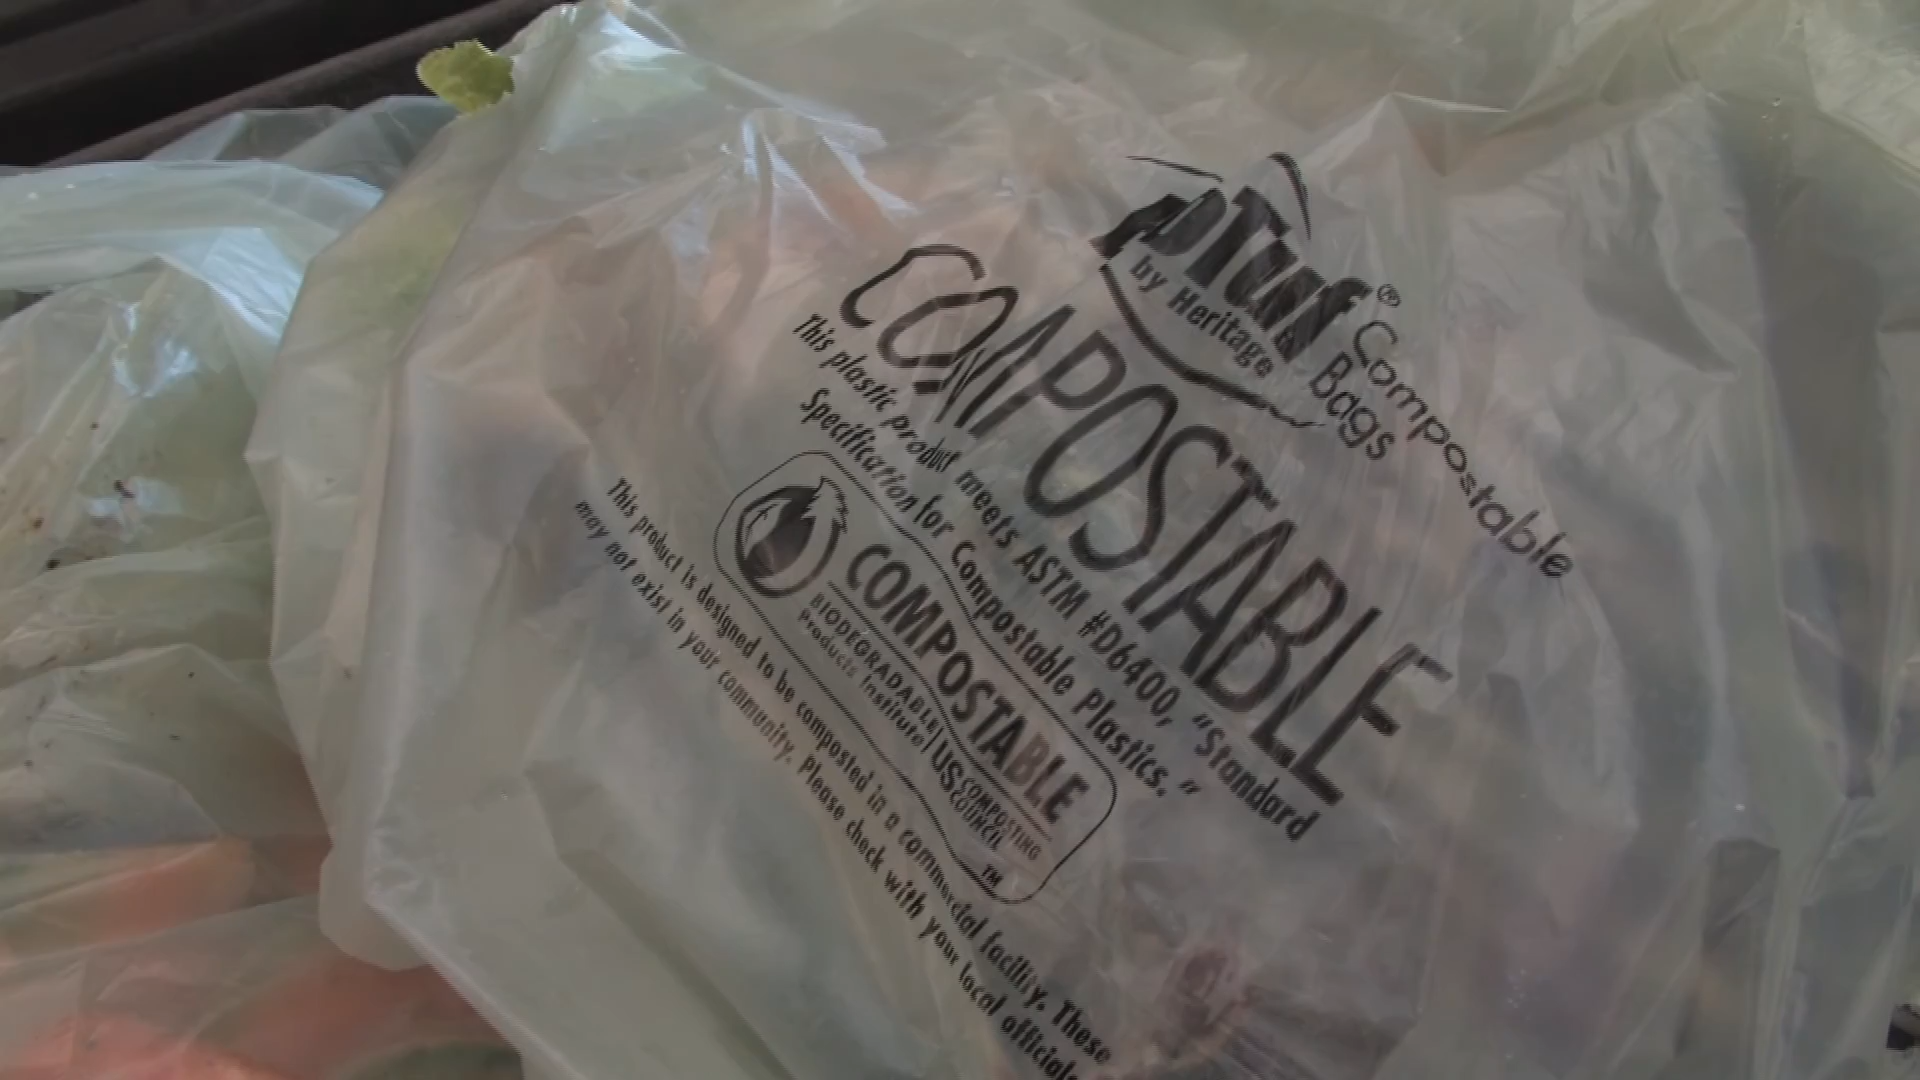 by Heritage
®
Compostable
Bags
COMPOSTABLE
This plastic product meets ASTM #D6400, "Standard
Specification for Compostable Plastics."
COMPOSTABLE
BIODEGRADABLE
Products Institute
US COMPOSTING
COUNCIL
TM
This product is designed to be composted in a commercial facility. These
may not exist in your community. Please check with your local officials